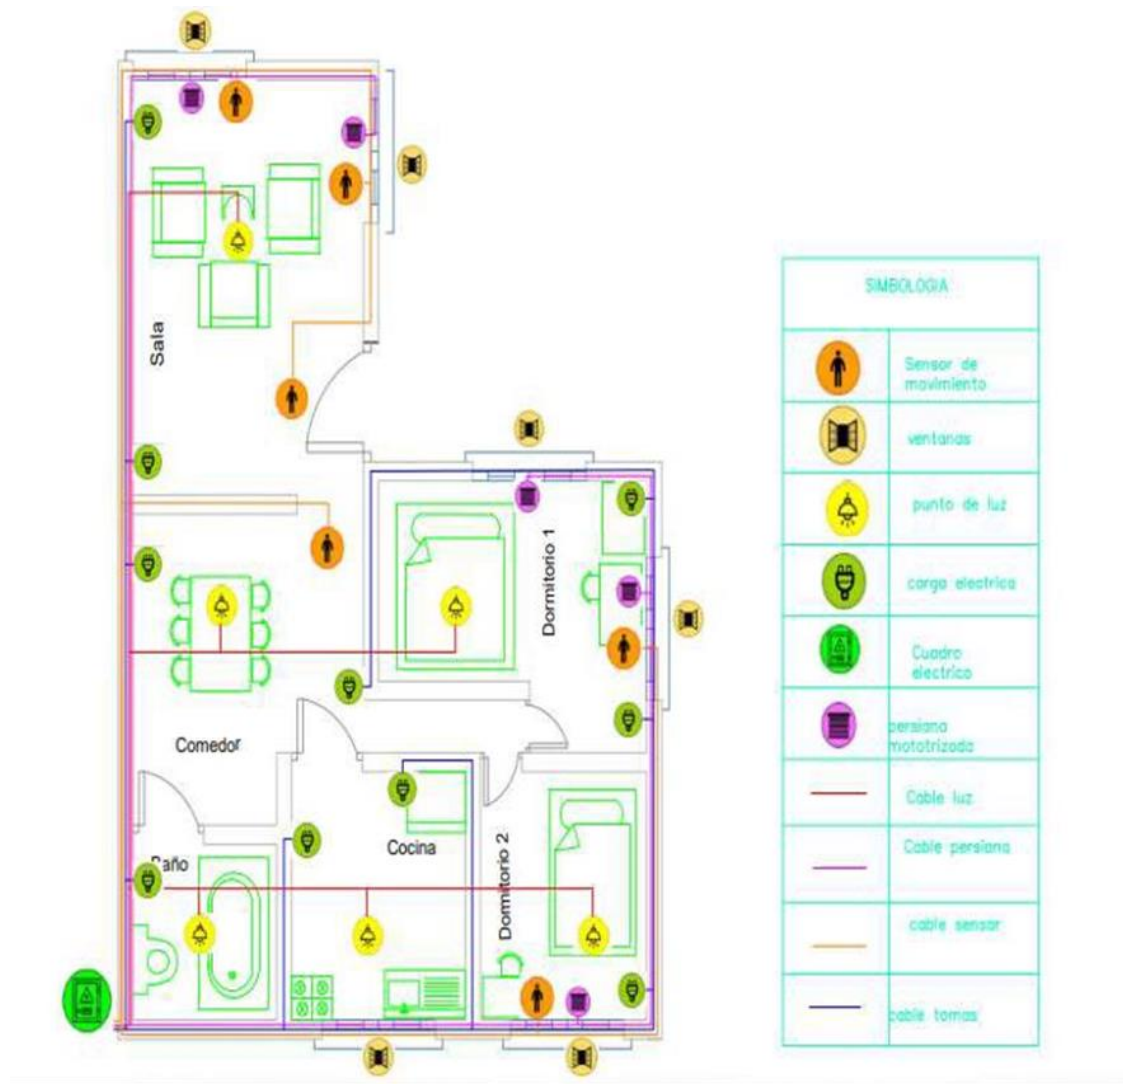 Sala
Dormitorio 1
Comedor
Baño
Cocina
Dormitorio 2
SIMBOLOGIA
Sensor de
movimiento
ventanas
punto de luz
carga electrica
Cuadro
electrico
persiana
mototrizada
Cable luz
Cable persiana
cable sensor
cable tomas